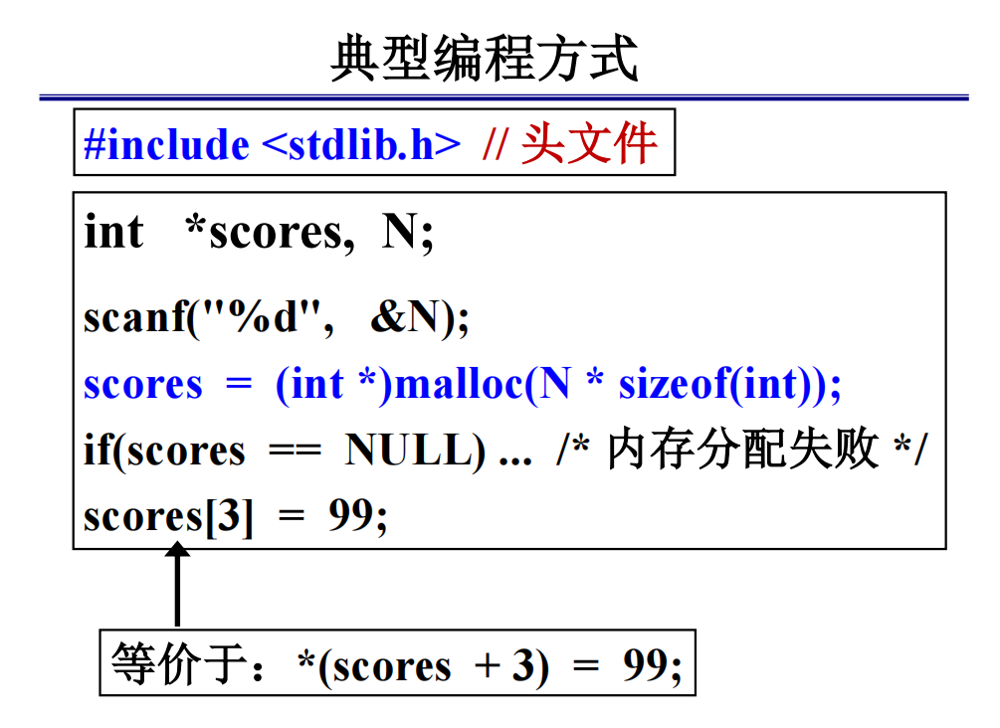 典型编程方式
#include <stdlib.h> // 头文件
int *scores, N;
scanf("%d", &N);
scores = (int *)malloc(N * sizeof(int));
if(scores == NULL) ... /* 内存分配失败 */
scores[3] = 99;
等价于：*(scores + 3) = 99;